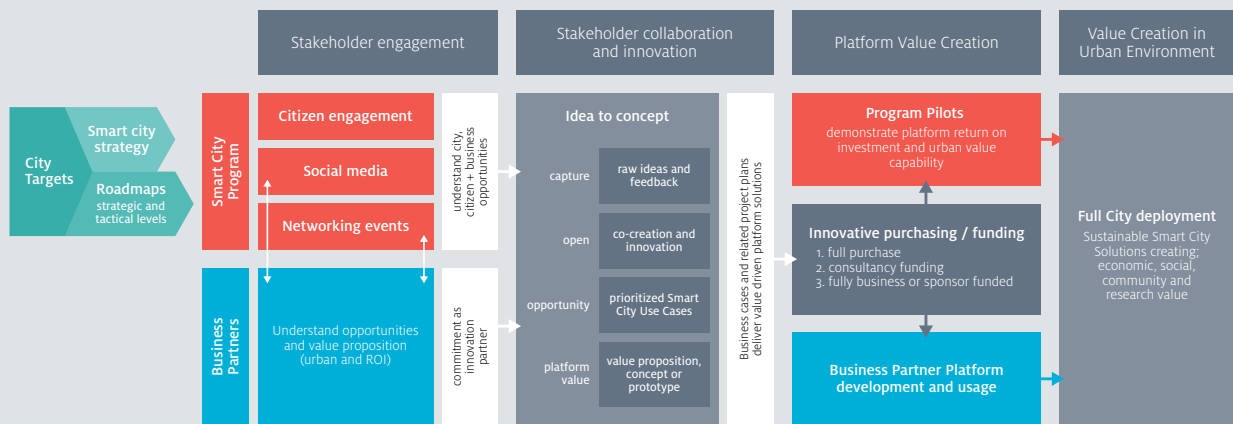 Stakeholder engagement
Stakeholder collaboration
and innovation
Platform Value Creation
Value Creation in
Urban Environment
City
Targets
Smart city
strategy
Roadmaps
strategic and
tactical levels
Smart City
Program
Citizen engagement
Social media
Networking events
understand city,
citizen + business
opportunities
Business
Partners
Understand opportunities
and value proposition
(urban and ROI)
commitment as
innovation
partner
Idea to concept
capture
raw ideas and
feedback
open
co-creation and
innovation
opportunity
prioritized Smart
City Use Cases
platform
value
value proposition,
concept or
prototype
Business cases and related project plans
deliver value driven platform solutions
Program Pilots
demonstrate platform return on
investment and urban value
capability
Innovative purchasing / funding
1. full purchase
2. consultancy funding
3. fully business or sponsor funded
Business Partner Platform
development and usage
Full City deployment
Sustainable Smart City
Solutions creating;
economic, social,
community and
research value